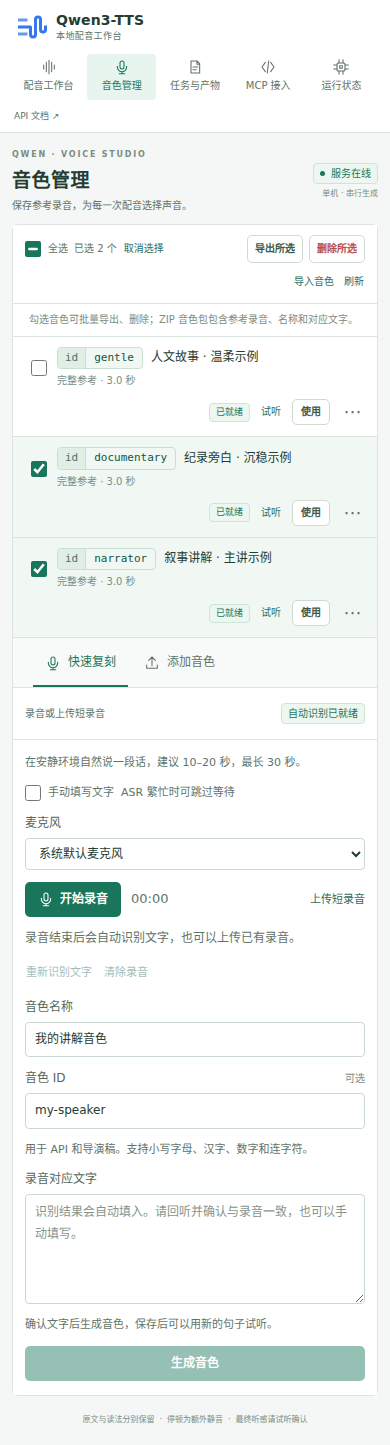 Qwen3-TTS
本地配音工作台
配音工作台 音色管理 任务与产物 MCP 接入 运行状态
API 文档 ↗
QWEN · VOICE STUDIO
音色管理
服务在线
保存参考录音，为每一次配音选择声音。
单机 · 串行生成
全选 已选 2 个 取消选择 导出所选 删除所选
导入音色 刷新
勾选音色可批量导出、删除；ZIP 音色包包含参考录音、名称和对应文字。
id gentle 人文故事 · 温柔示例
完整参考 · 3.0 秒
已就绪 试听 使用 ···
id documentary 纪录旁白 · 沉稳示例
完整参考 · 3.0 秒
已就绪 试听 使用 ···
id narrator 叙事讲解 · 主讲示例
完整参考 · 3.0 秒
已就绪 试听 使用 ···
快速复刻 添加音色
录音或上传短录音 自动识别已就绪
在安静环境自然说一段话，建议 10–20 秒，最长 30 秒。
手动填写文字 ASR 繁忙时可跳过等待
麦克风
系统默认麦克风
开始录音 00:00 上传短录音
录音结束后会自动识别文字，也可以上传已有录音。
重新识别文字 清除录音
音色名称
我的讲解音色
音色 ID 可选
my-speaker
用于 API 和导演稿。支持小写字母、汉字、数字和连字符。
录音对应文字
识别结果会自动填入。请回听并确认与录音一致，也可以手
动填写。
确认文字后生成音色，保存后可以用新的句子试听。
生成音色
原文与读法分别保留 · 停顿为额外静音 · 最终听感请试听确认